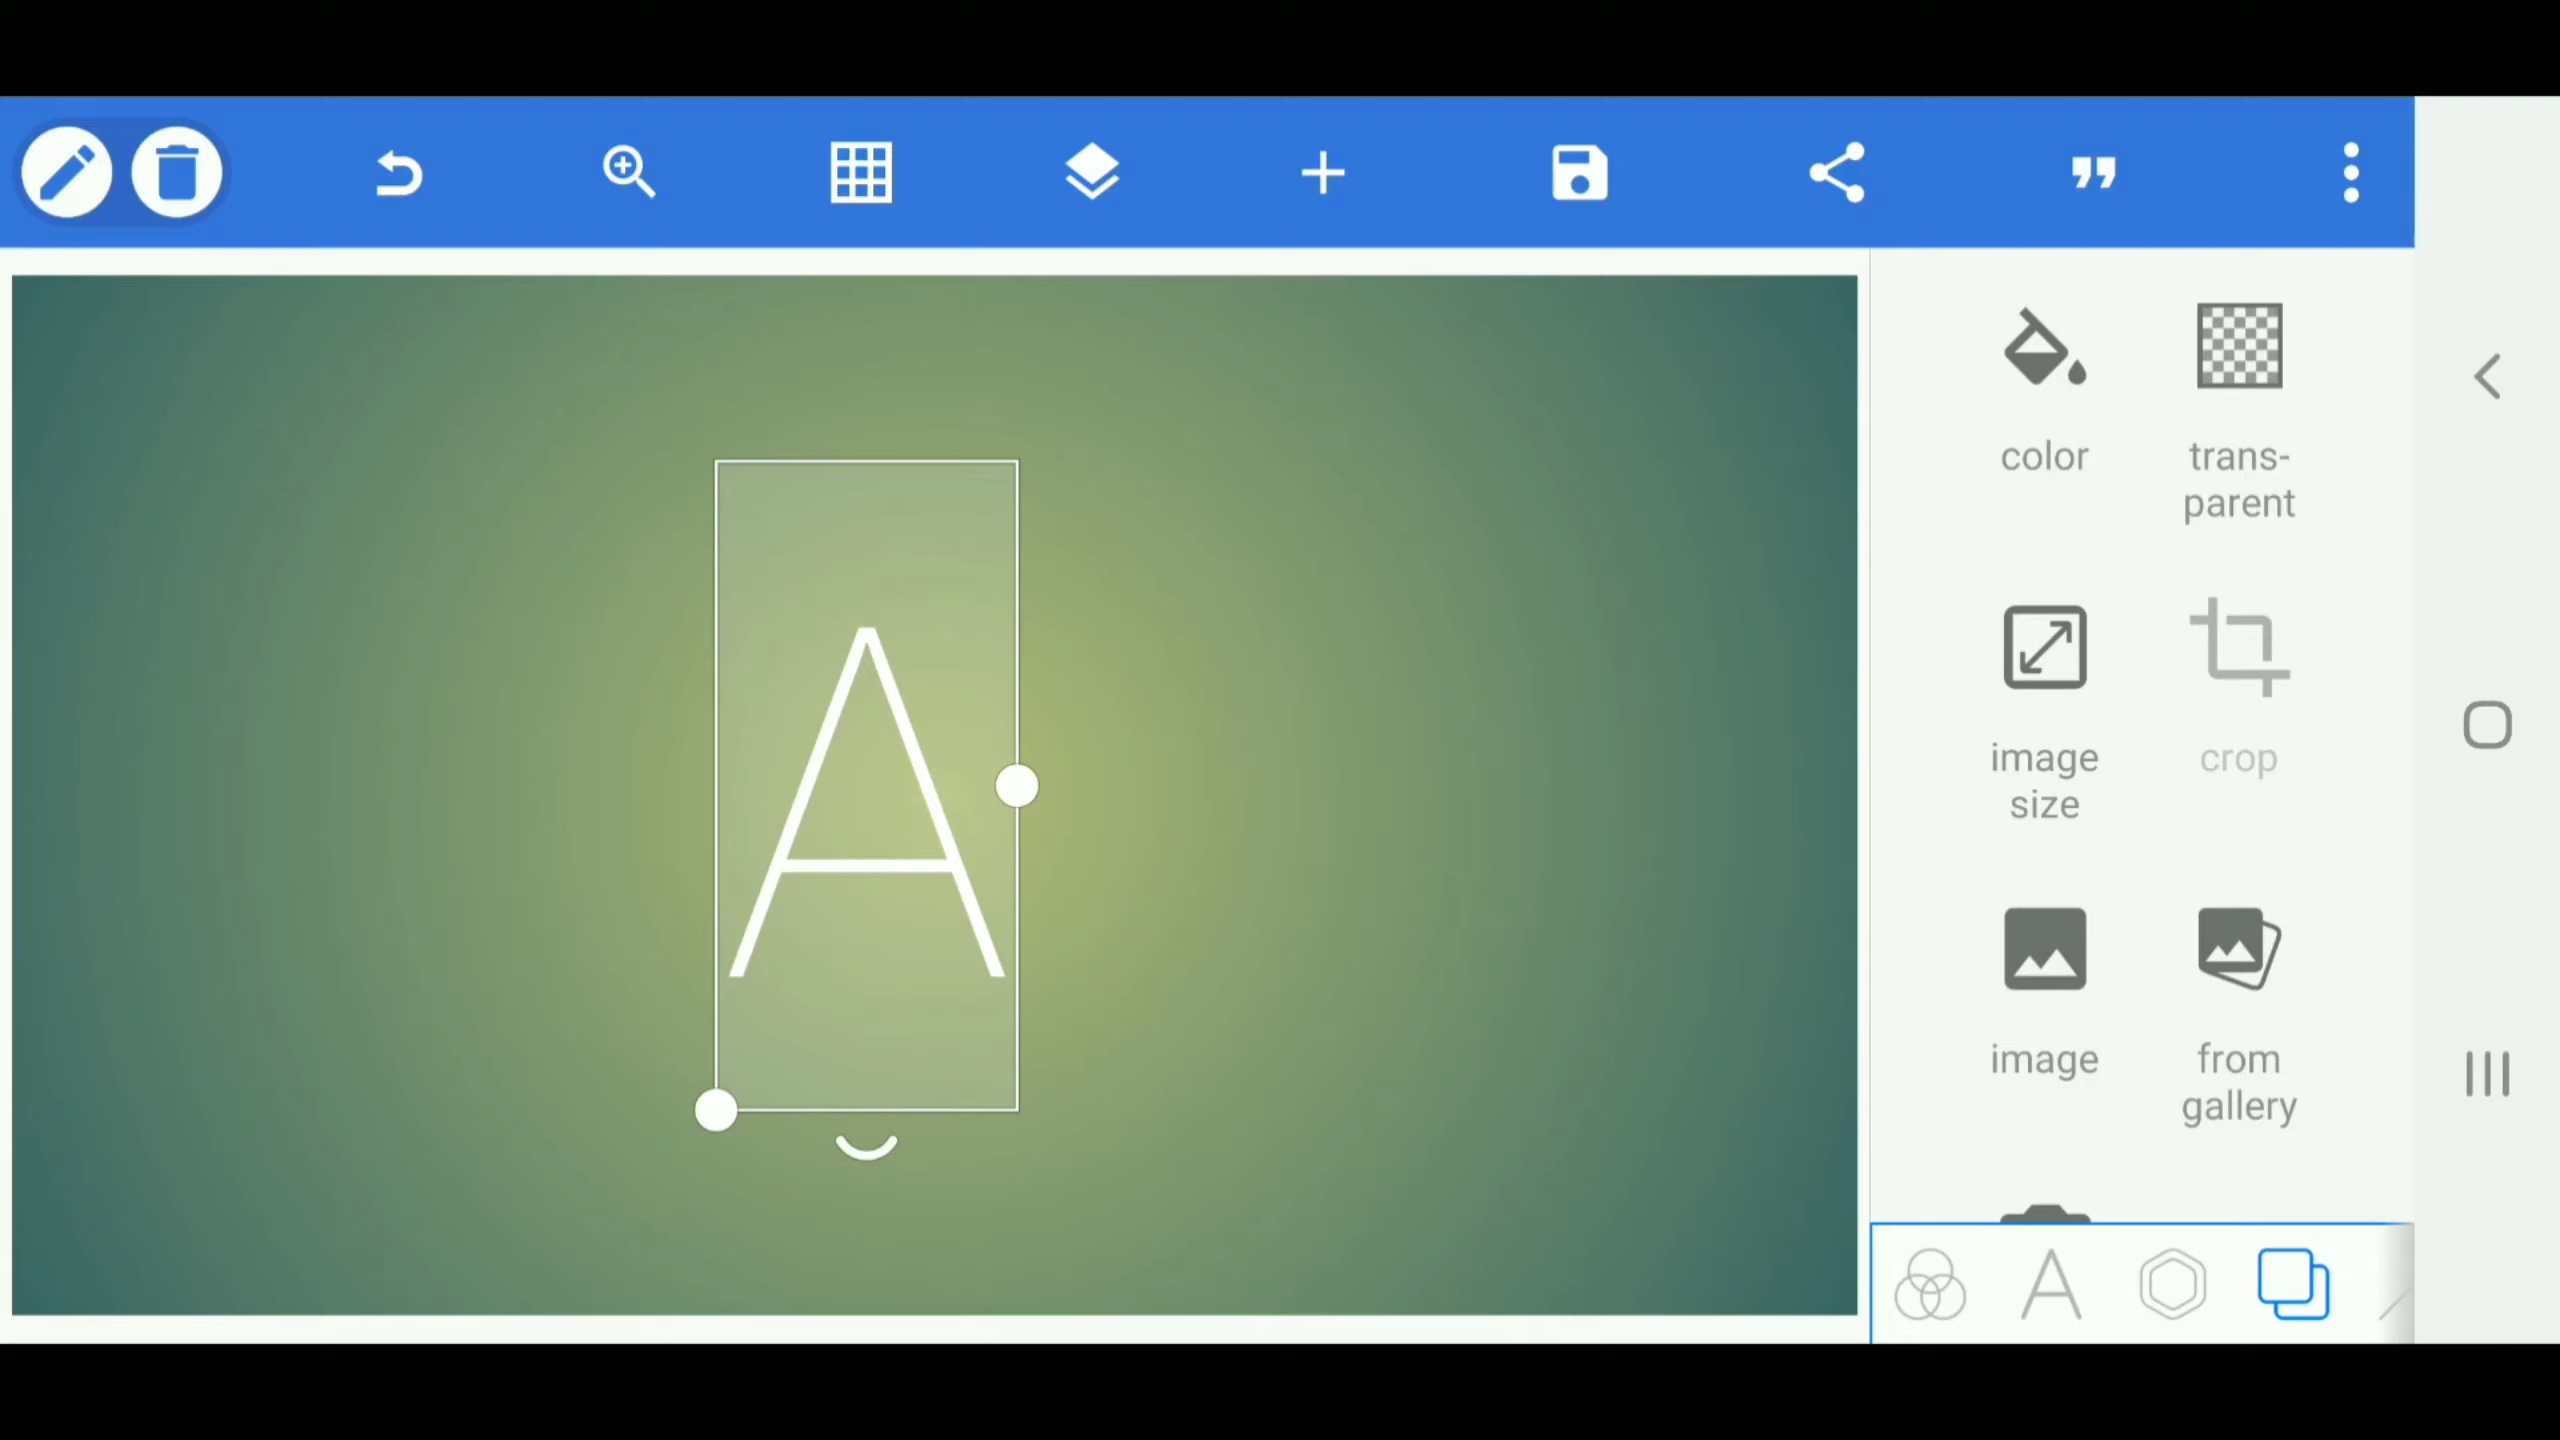 color
trans-
parent
A
image
size
crop
image
from
gallery